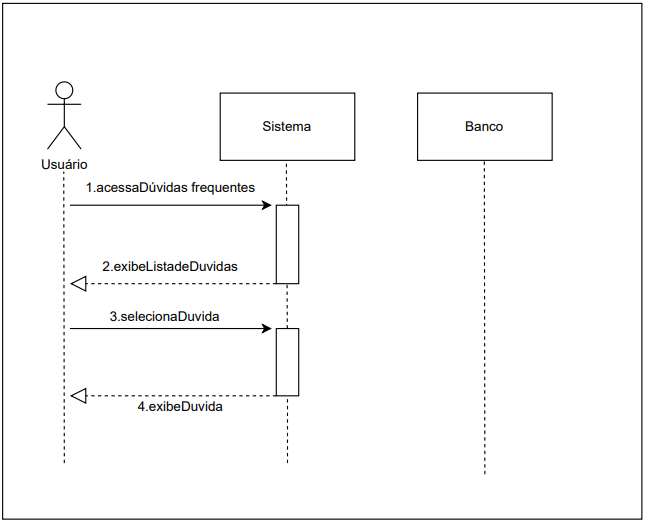 Sistema
Banco
Usuário
1.acessaDúvidas frequentes
2.exibeListadeDuvidas
3.selecionaDuvida
4.exibeDuvida